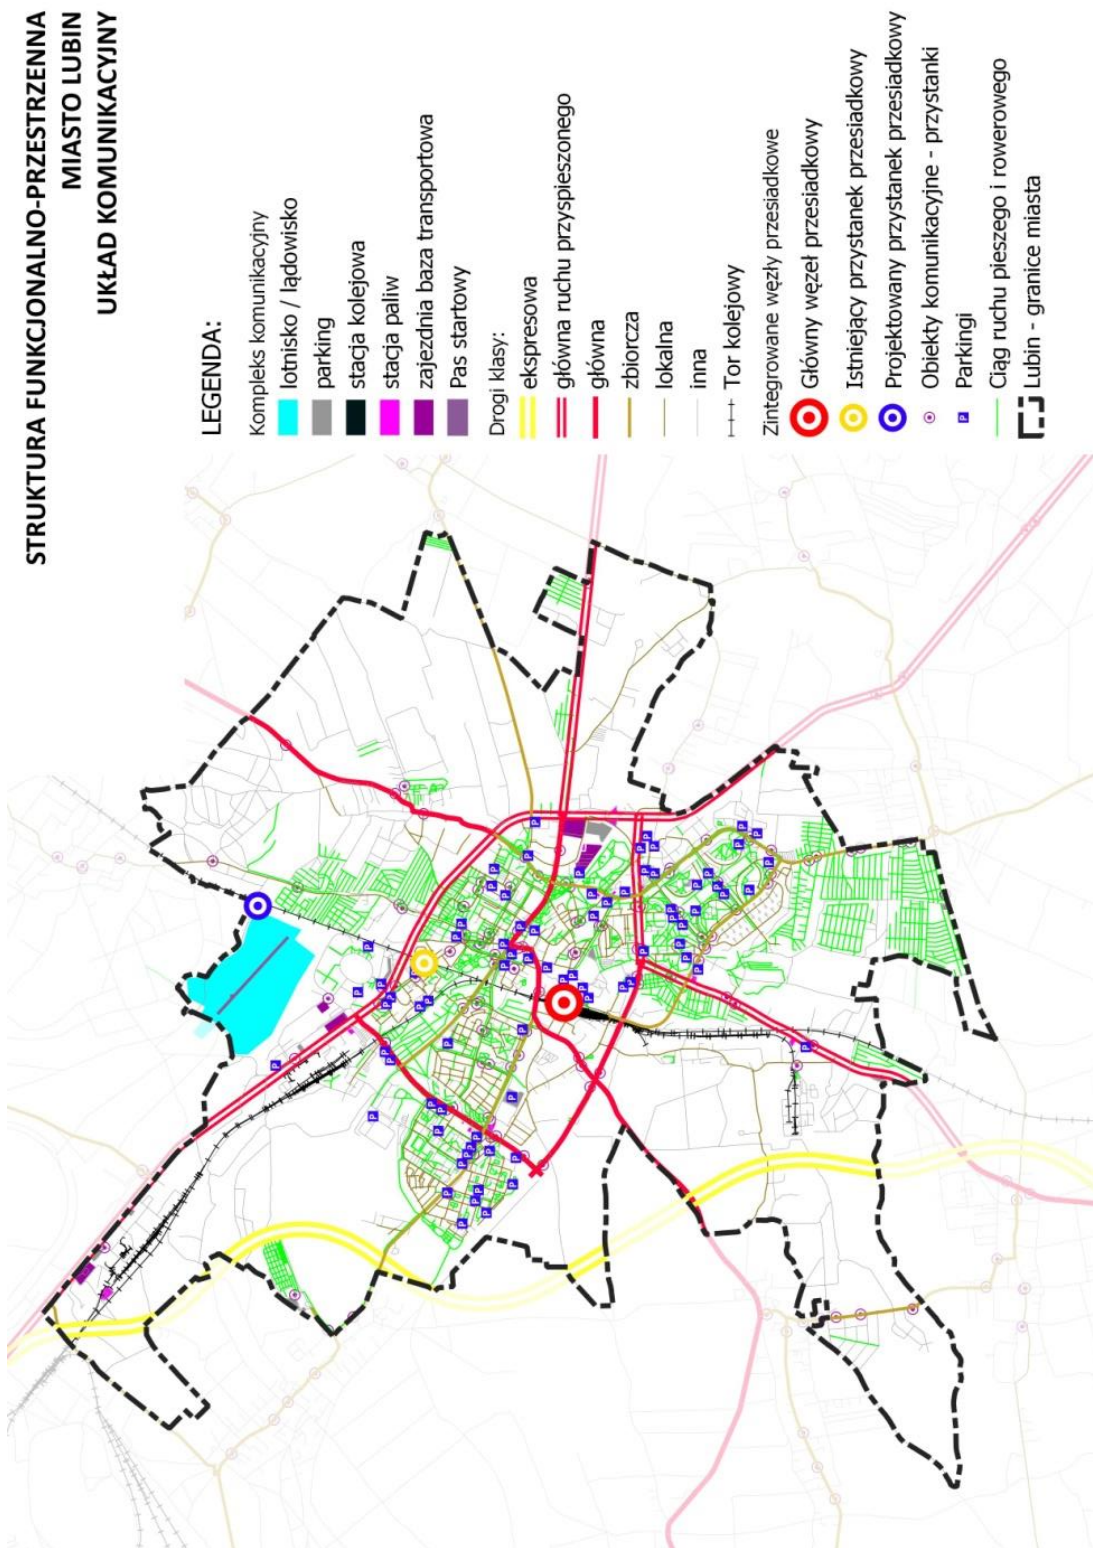 STRUKTURA FUNKCJONALNO-PRZESTRZENNA
MIASTO LUBIN
UKŁAD KOMUNIKACYJNY
LEGENDA:
Kompleks komunikacyjny
lotnisko / lądowisko
parking
stacja kolejowa
stacja paliw
zajezdnia baza transportowa
Pas startowy
Drogi klasy:
ekspresowa
główna ruchu przyspieszonego
główna
zbiorcza
lokalna
inna
Tor kolejowy
Zintegrowane węzły przesiadkowe
Główny węzeł przesiadkowy
Istniejący przystanek przesiadkowy
Projektowany przystanek przesiadkowy
Obiekty komunikacyjne - przystanki
P Parkingi
Ciąg ruchu pieszego i rowerowego
Lubin - granice miasta